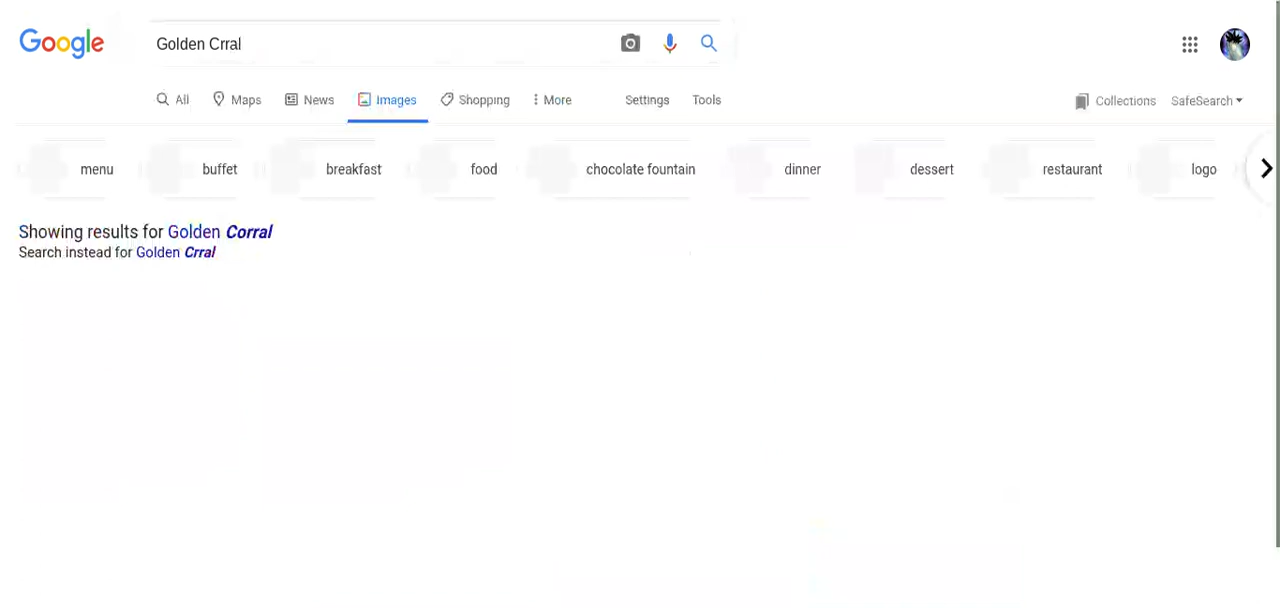 Google Golden Crral
All Maps News Images Shopping More Settings Tools Collections SafeSearch
menu buffet breakfast food chocolate fountain dinner dessert restaurant logo
Showing results for Golden Corral
Search instead for Golden Crral